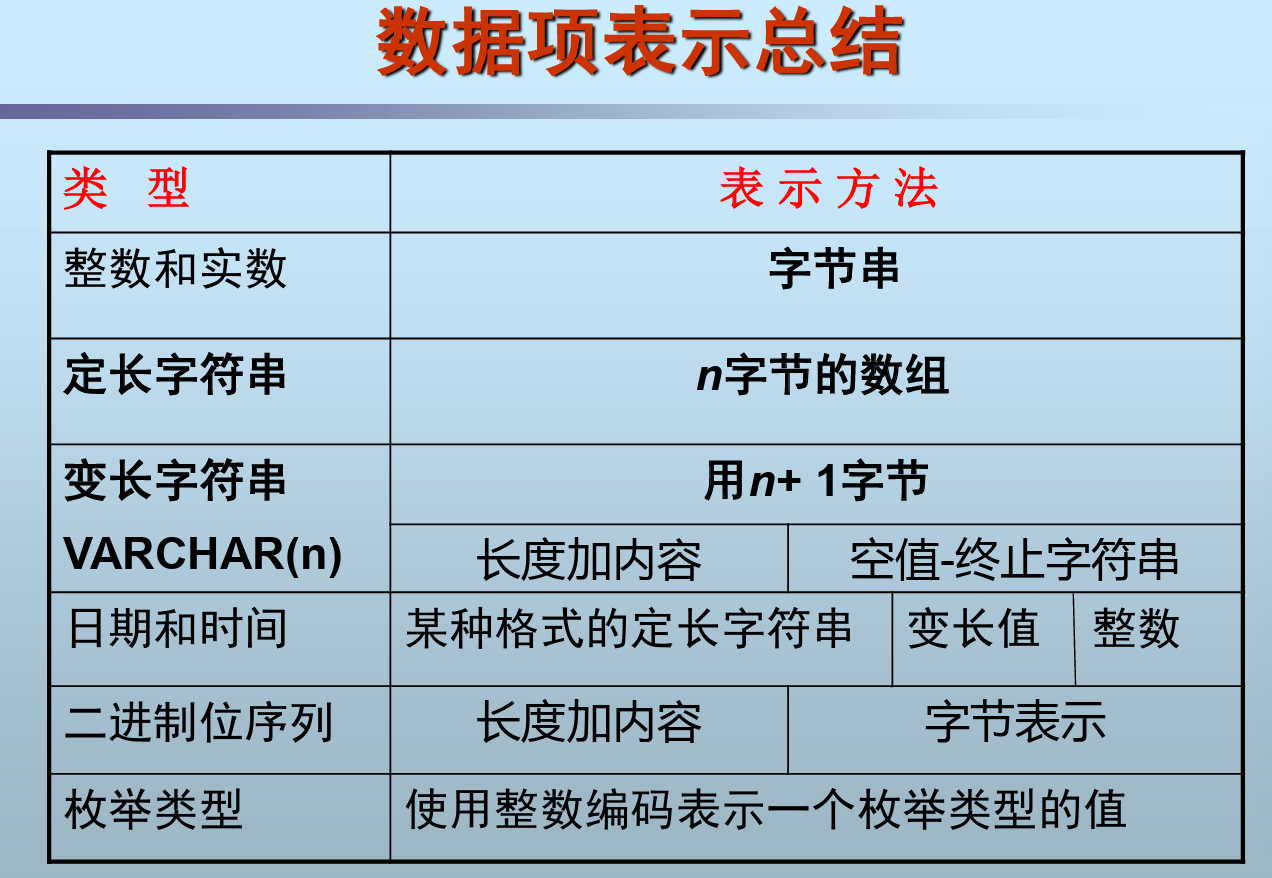 数据项表示总结
类 型 表 示 方 法
整数和实数 字节串
定长字符串 n字节的数组
变长字符串 用n+ 1字节
VARCHAR(n) 长度加内容 空值-终止字符串
日期和时间 某种格式的定长字符串 变长值 整数
二进制位序列 长度加内容 字节表示
枚举类型 使用整数编码表示一个枚举类型的值